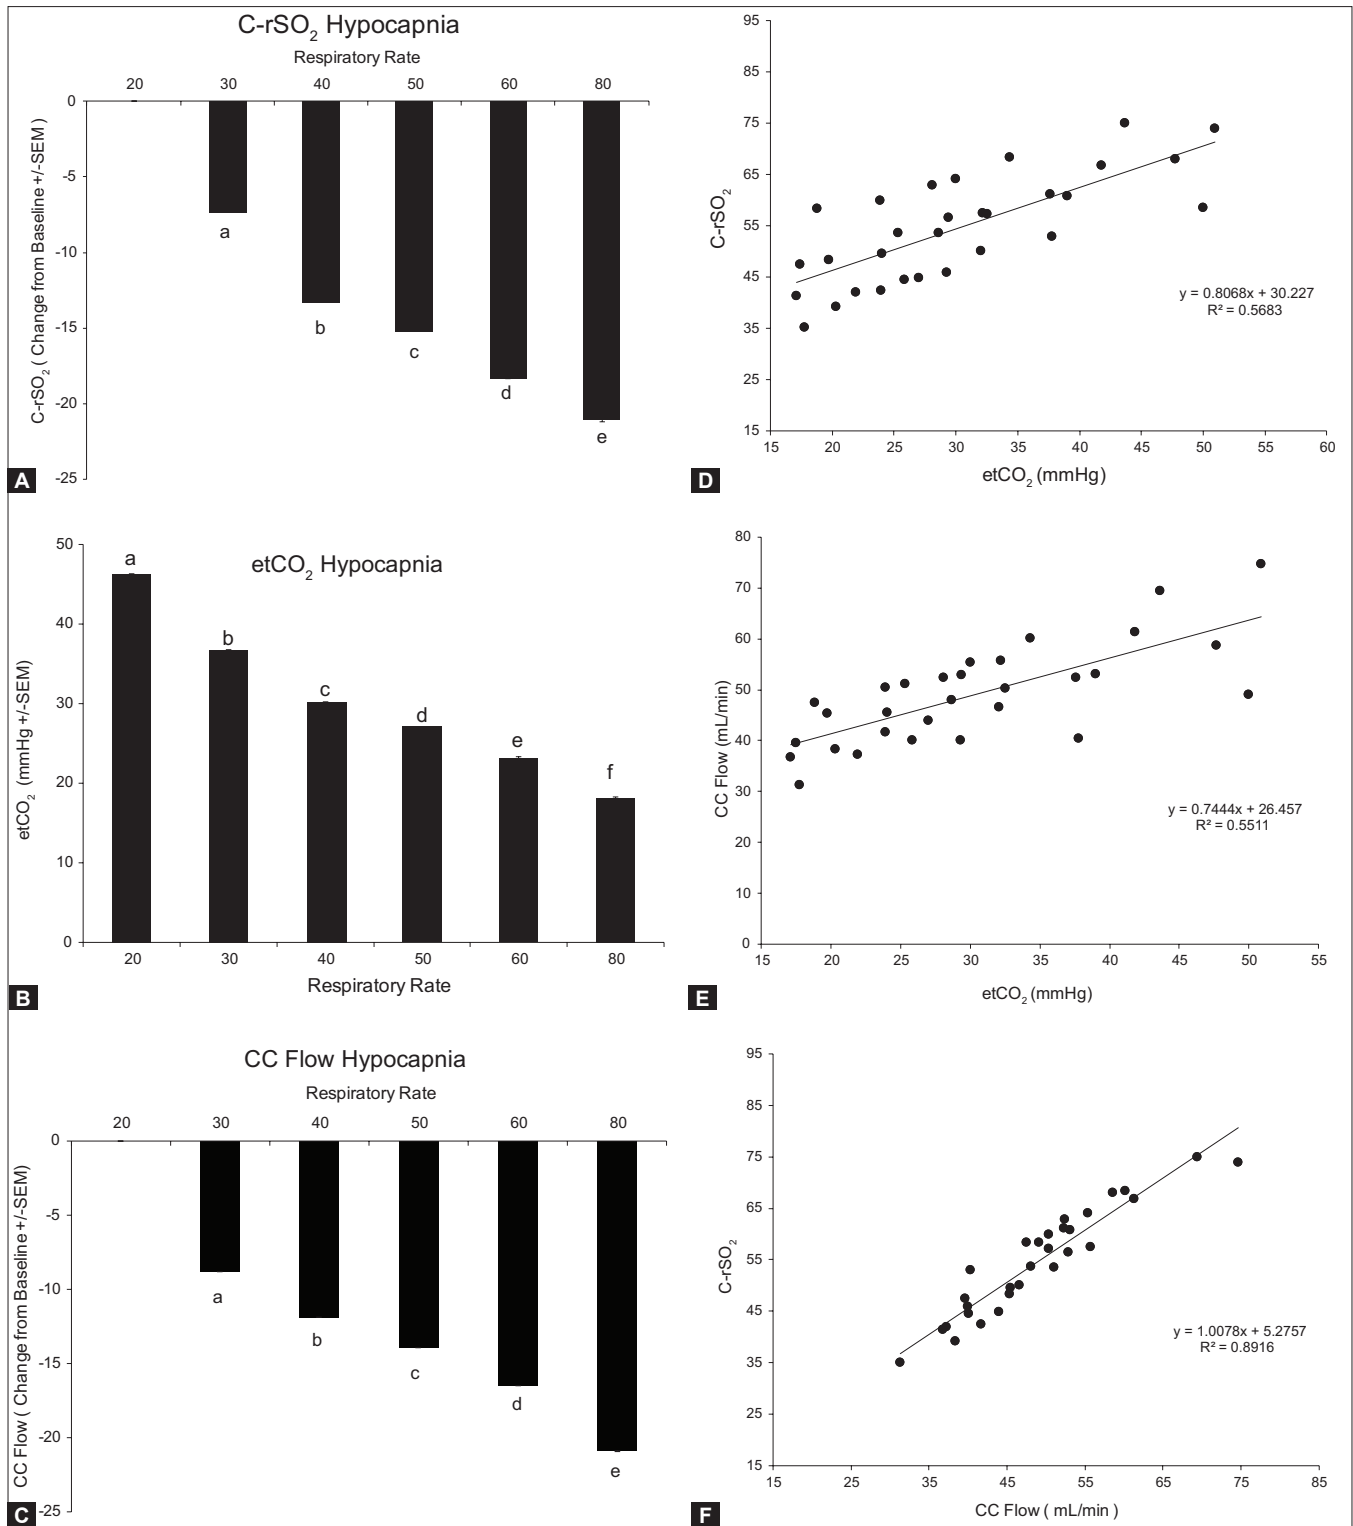 C-rSO₂ Hypocapnia
Respiratory Rate
20 30 40 50 60 80
0
-5
-10
-15
-20
-25
C-rSO₂ ( Change from Baseline +/-SEM )
a
b
c
d
e
A
etCO₂ Hypocapnia
50
40
30
20
10
0
etCO₂ (mmHg +/-SEM)
a
b
c
d
e
f
20 30 40 50 60 80
Respiratory Rate
B
CC Flow Hypocapnia
Respiratory Rate
20 30 40 50 60 80
0
-5
-10
-15
-20
-25
CC Flow ( Change from Baseline +/-SEM)
a
b
c
d
e
C
95
85
75
65
55
45
35
25
15
C-rSO₂
y = 0.8068x + 30.227
R² = 0.5683
15 20 25 30 35 40 45 50 55 60
etCO₂ (mmHg)
D
80
70
60
50
40
30
20
10
0
CC Flow (mL/min)
y = 0.7444x + 26.457
R² = 0.5511
15 20 25 30 35 40 45 50 55
etCO₂ (mmHg)
E
95
85
75
65
55
45
35
25
15
C-rSO₂
y = 1.0078x + 5.2757
R² = 0.8916
15 25 35 45 55 65 75 85
CC Flow ( mL/min )
F